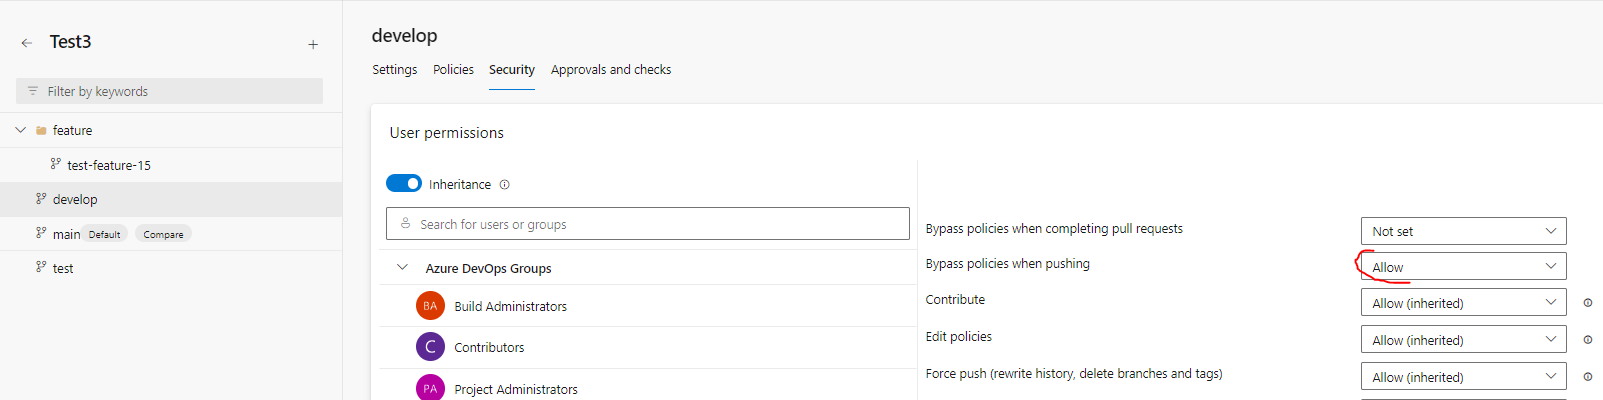 Test3
+
Filter by keywords
feature
test-feature-15
develop
main Default Compare
test
develop
Settings Policies Security Approvals and checks
User permissions
Inheritance
Search for users or groups
Azure DevOps Groups
BA Build Administrators
C Contributors
PA Project Administrators
Bypass policies when completing pull requests Not set
Bypass policies when pushing Allow
Contribute Allow (inherited)
Edit policies Allow (inherited)
Force push (rewrite history, delete branches and tags) Allow (inherited)